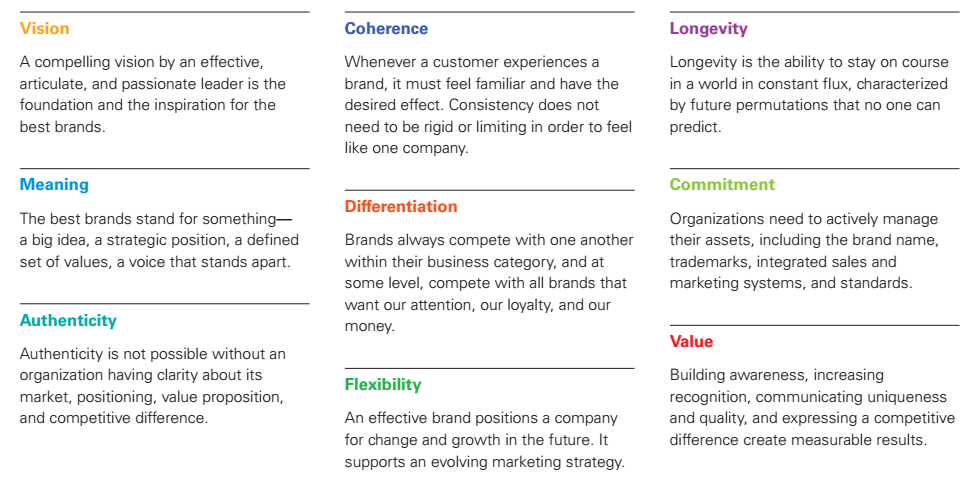 Vision
A compelling vision by an effective,
articulate, and passionate leader is the
foundation and the inspiration for the
best brands.
Meaning
The best brands stand for something—
a big idea, a strategic position, a defined
set of values, a voice that stands apart.
Authenticity
Authenticity is not possible without an
organization having clarity about its
market, positioning, value proposition,
and competitive difference.
Coherence
Whenever a customer experiences a
brand, it must feel familiar and have the
desired effect. Consistency does not
need to be rigid or limiting in order to feel
like one company.
Differentiation
Brands always compete with one another
within their business category, and at
some level, compete with all brands that
want our attention, our loyalty, and our
money.
Flexibility
An effective brand positions a company
for change and growth in the future. It
supports an evolving marketing strategy.
Longevity
Longevity is the ability to stay on course
in a world in constant flux, characterized
by future permutations that no one can
predict.
Commitment
Organizations need to actively manage
their assets, including the brand name,
trademarks, integrated sales and
marketing systems, and standards.
Value
Building awareness, increasing
recognition, communicating uniqueness
and quality, and expressing a competitive
difference create measurable results.